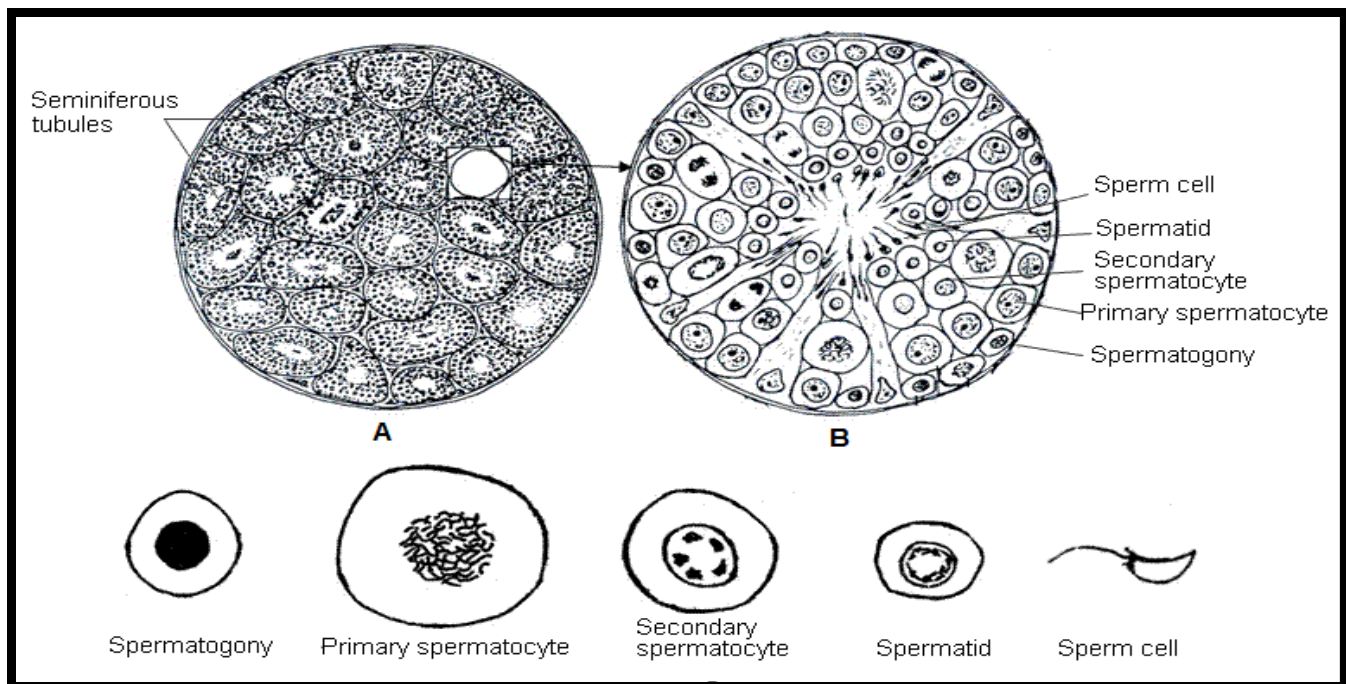 Seminiferous
tubules
Sperm cell
Spermatid
Secondary
spermatocyte
Primary spermatocyte
Spermatogony
A
B
Spermatogony
Primary spermatocyte
Secondary
spermatocyte
Spermatid
Sperm cell